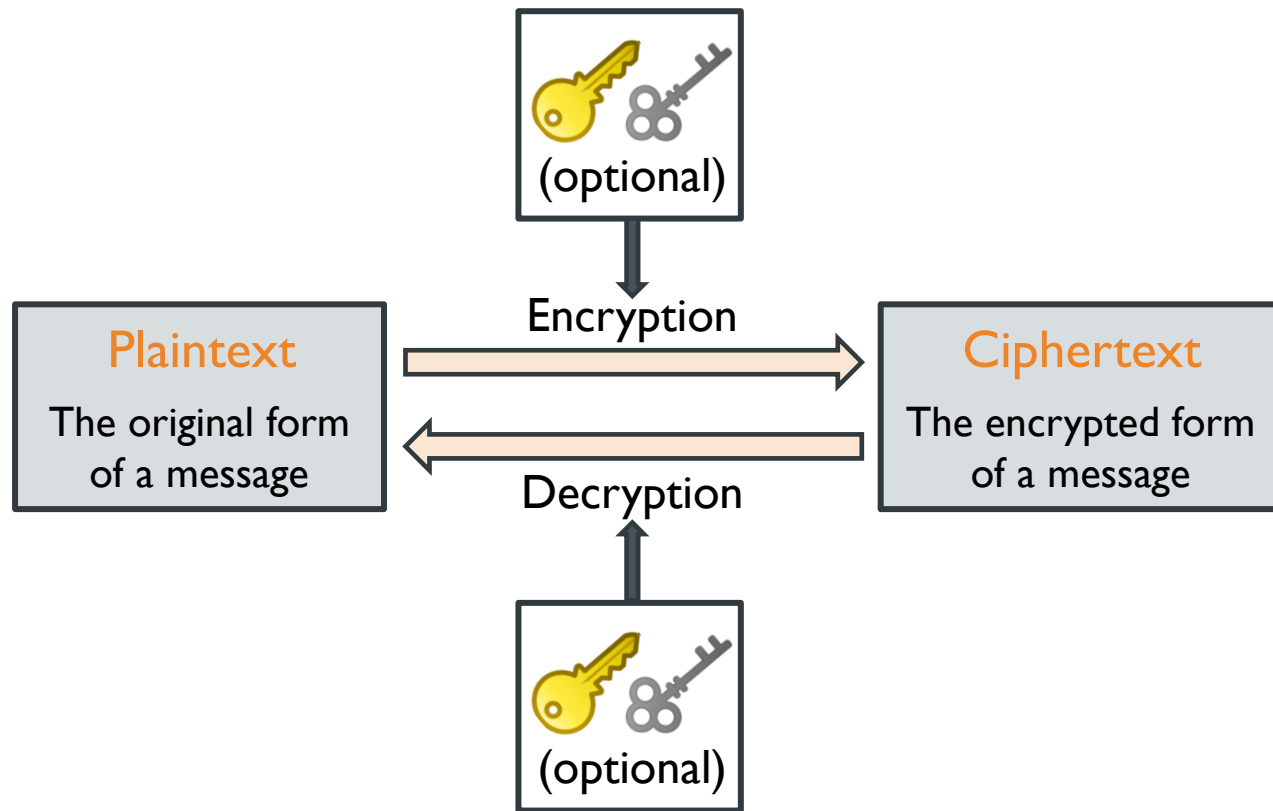 (optional)
Encryption
Plaintext
The original form
of a message
Ciphertext
The encrypted form
of a message
Decryption
(optional)